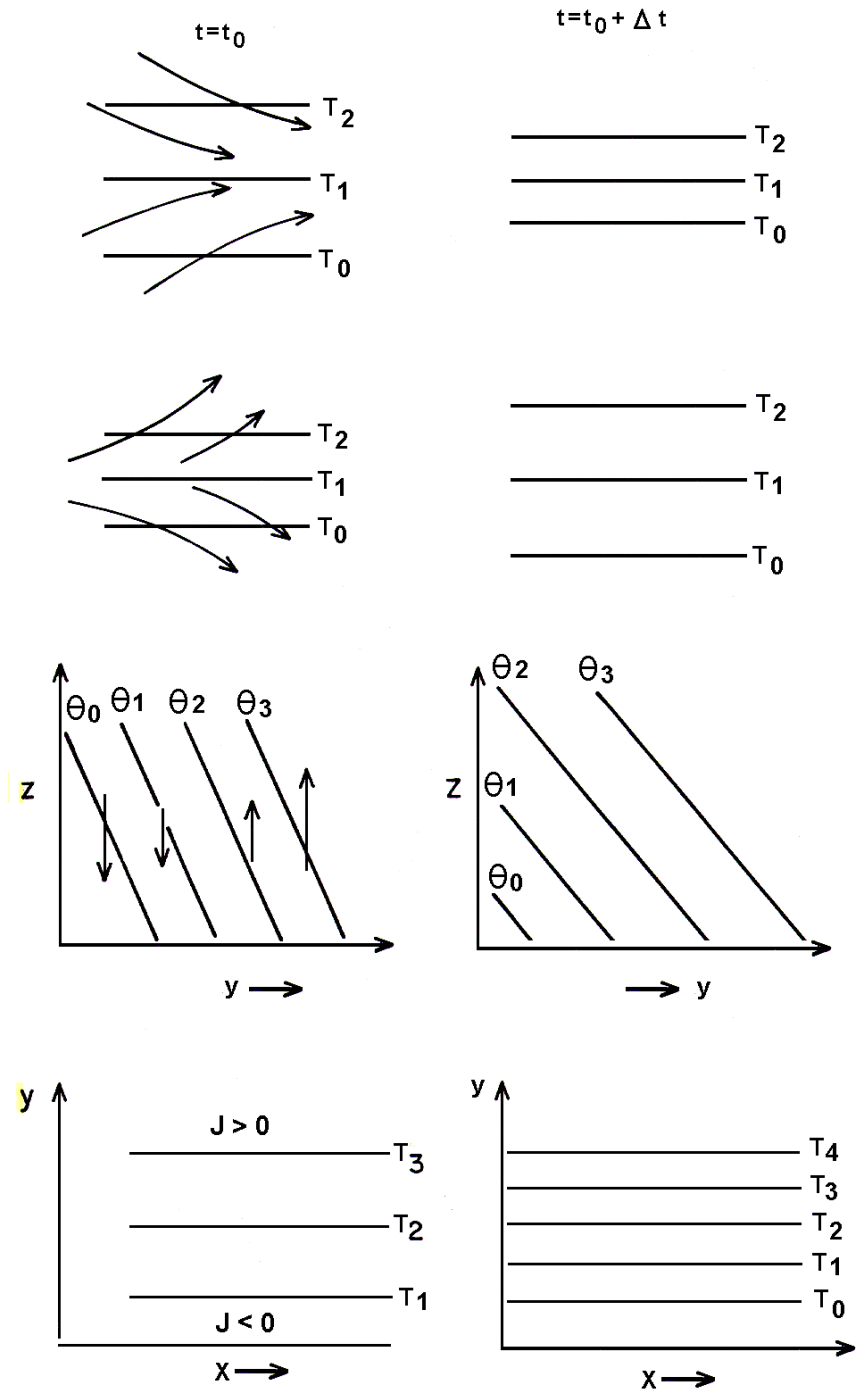 t=t₀
t=t₀ + Δ t
T₂
T₂
T₁
T₁
T₀
T₀
T₂
T₂
T₁
T₁
T₀
T₀
θ₀ θ₁ θ₂ θ₃
θ₂ θ₃
z
z
θ₁
θ₀
y
y
y
y
J > 0
T₃
T₄
T₃
T₂
T₂
T₁
T₁
T₀
J < 0
X
X